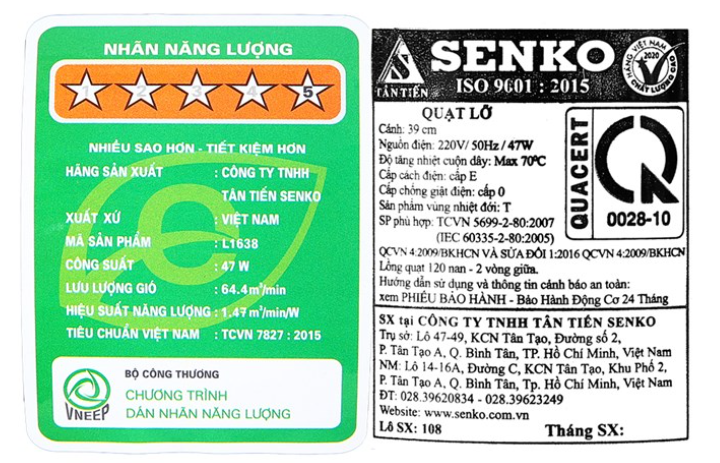 NHÃN NĂNG LƯỢNG
1 2 3 4 5
NHIỀU SAO HƠN - TIẾT KIỆM HƠN
HÃNG SẢN XUẤT : CÔNG TY TNHH
TÂN TIẾN SENKO
XUẤT XỨ : VIỆT NAM
MÃ SẢN PHẨM : L1638
CÔNG SUẤT : 47 W
LƯU LƯỢNG GIÓ : 64.4m³/min
HIỆU SUẤT NĂNG LƯỢNG : 1.47 m³/min/W
TIÊU CHUẨN VIỆT NAM : TCVN 7827 : 2015
VNEEP
BỘ CÔNG THƯƠNG
CHƯƠNG TRÌNH
DÁN NHÃN NĂNG LƯỢNG
TÂN TIẾN
SENKO
HÀNG VIỆT NAM
2020
CHẤT LƯỢNG CAO
ISO 9001 : 2015
QUẠT LỠ
Cánh: 39 cm
Nguồn điện: 220V/ 50Hz / 47W
Độ tăng nhiệt cuộn dây: Max 70ºC
Cấp cách điện: cấp E
Cấp chống giật điện: cấp 0
Sản phẩm vùng nhiệt đới: T
SP phù hợp: TCVN 5699-2-80:2007
(IEC 60335-2-80:2005)
QUACERT
0028-10
QCVN 4:2009/BKHCN VÀ SỬA ĐỔI 1:2016 QCVN 4:2009/BKHCN
Lồng quạt 120 nan - 2 vòng giữa.
Hướng dẫn sử dụng và thông tin cảnh báo an toàn:
xem PHIẾU BẢO HÀNH - Bảo Hành Động Cơ 24 Tháng
SX tại CÔNG TY TNHH TÂN TIẾN SENKO
Trụ sở: Lô 47-49, KCN Tân Tạo, Đường số 2,
P. Tân Tạo A, Q. Bình Tân, TP. Hồ Chí Minh, Việt Nam
NM: Lô 14-16A, Đường C, KCN Tân Tạo, Khu Phố 2,
P. Tân Tạo A, Q. Bình Tân, Tp. Hồ Chí Minh, Việt Nam
ĐT: 028.39620834 - 028.39623249
Website: www.senko.com.vn
Lô SX: 108 Tháng SX: